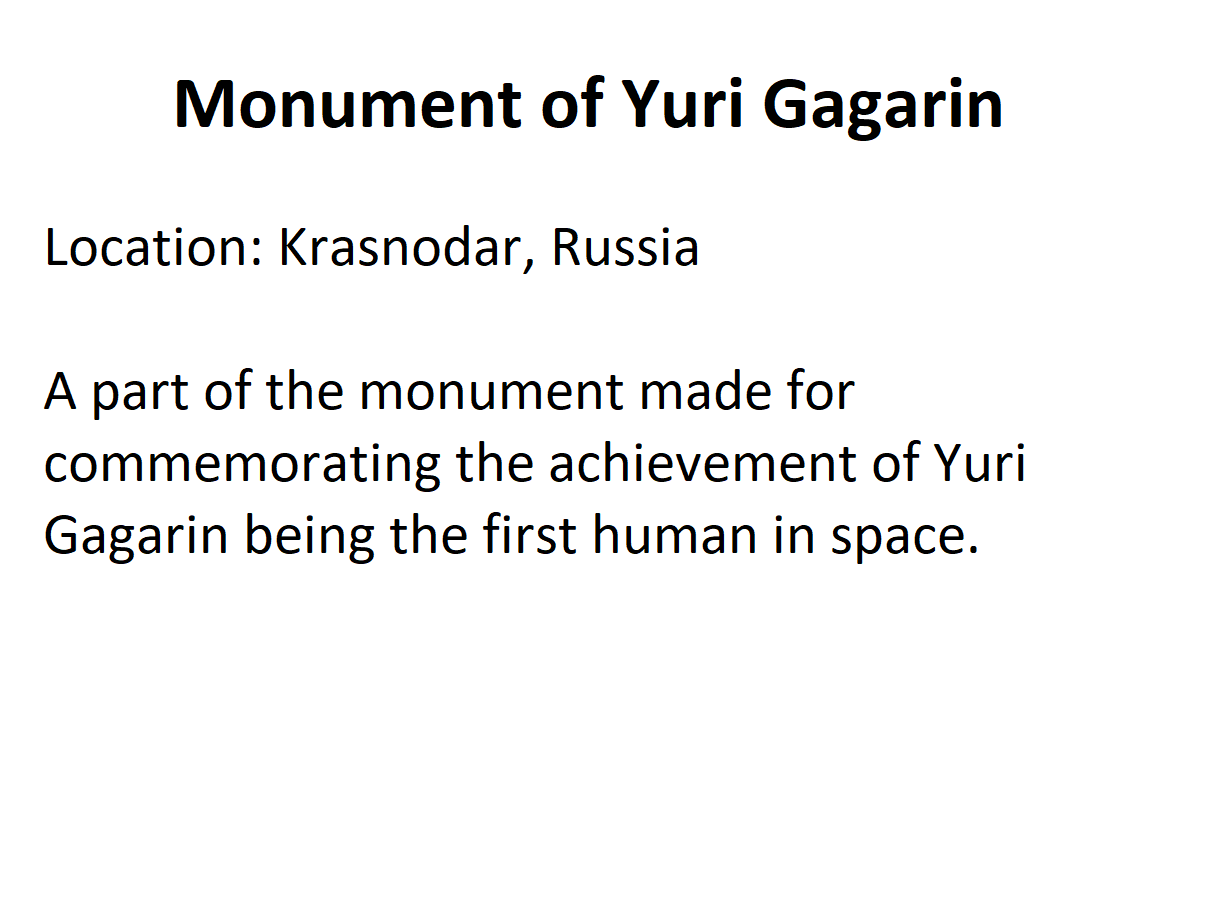 Monument of Yuri Gagarin
Location: Krasnodar, Russia
A part of the monument made for
commemorating the achievement of Yuri
Gagarin being the first human in space.